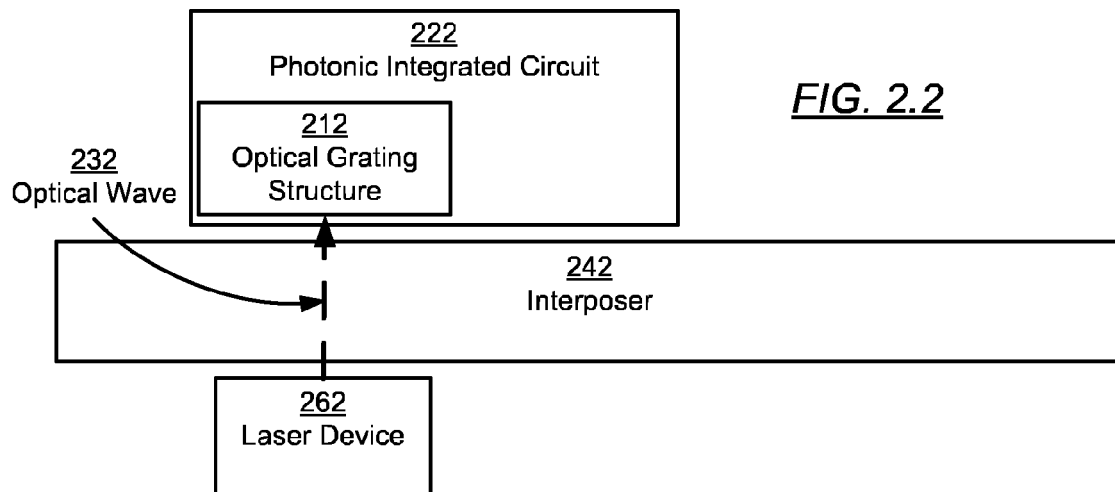 222
Photonic Integrated Circuit
FIG. 2.2
212
Optical Grating
Structure
232
Optical Wave
242
Interposer
262
Laser Device